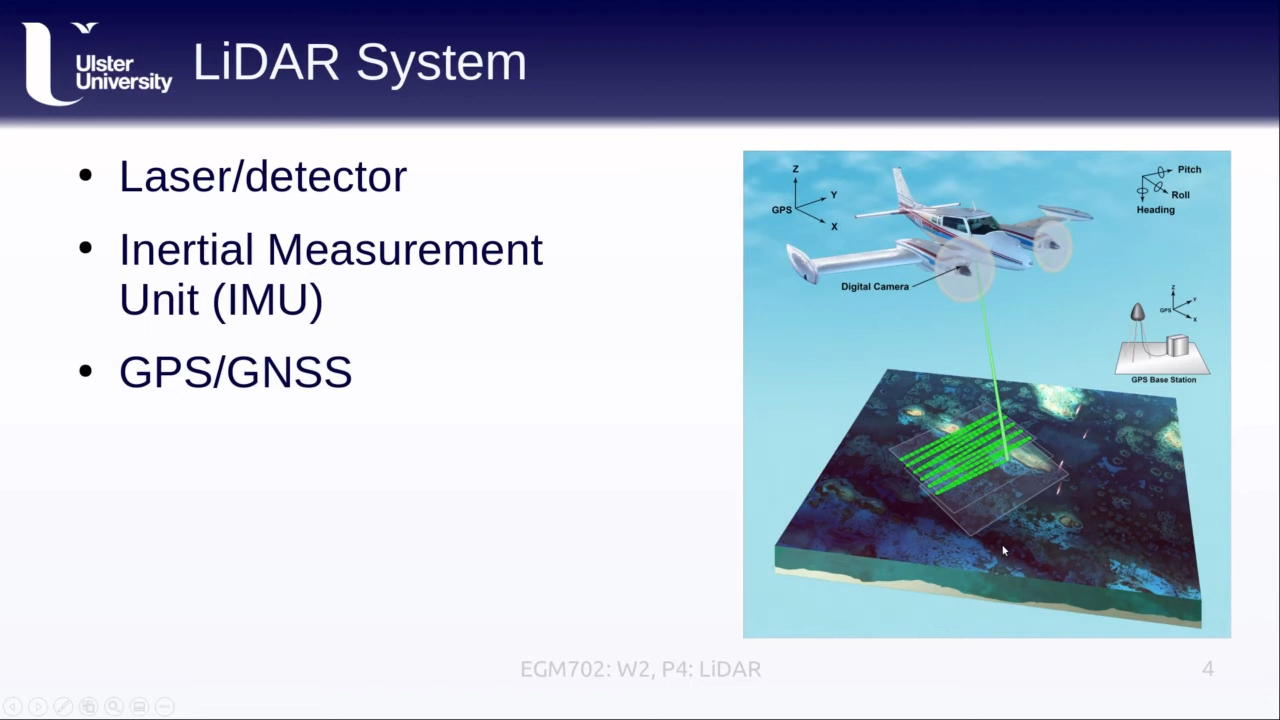 Ulster
University
LiDAR System
• Laser/detector
• Inertial Measurement
Unit (IMU)
• GPS/GNSS
Z
Y
GPS
X
Pitch
Roll
Heading
Digital Camera
Z
Y
GPS
X
GPS Base Station
EGM702: W2, P4: LiDAR
4